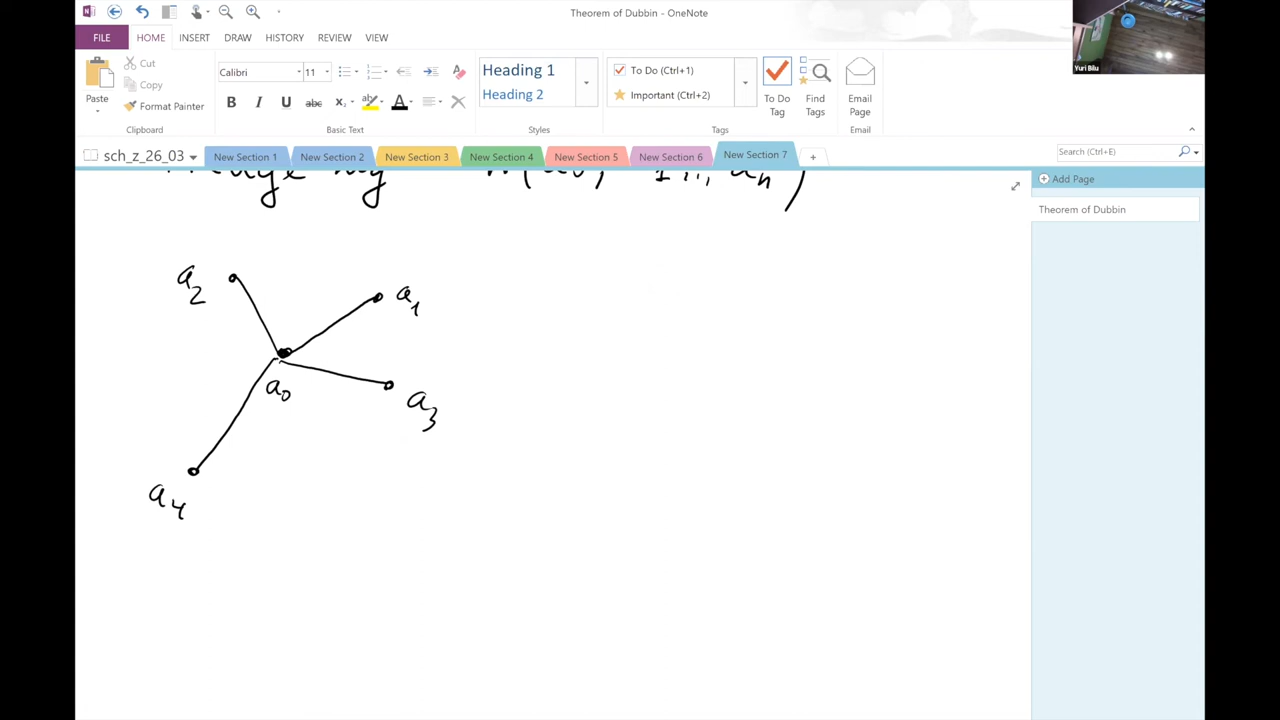 Theorem of Dubbin - OneNote
Yuri Bilu
FILE HOME INSERT DRAW HISTORY REVIEW VIEW
Paste Cut Copy Format Painter Clipboard
Calibri 11 B I U abc x₂ A Basic Text
Heading 1
Heading 2
Styles
To Do (Ctrl+1)
Important (Ctrl+2)
Tags
To Do Tag
Find Tags
Email Page
Email
sch_z_26_03 New Section 1 New Section 2 New Section 3 New Section 4 New Section 5 New Section 6 New Section 7 +
Search (Ctrl+E)
Add Page
Theorem of Dubbin
a₂
a₁
a₀
a₃
a₄